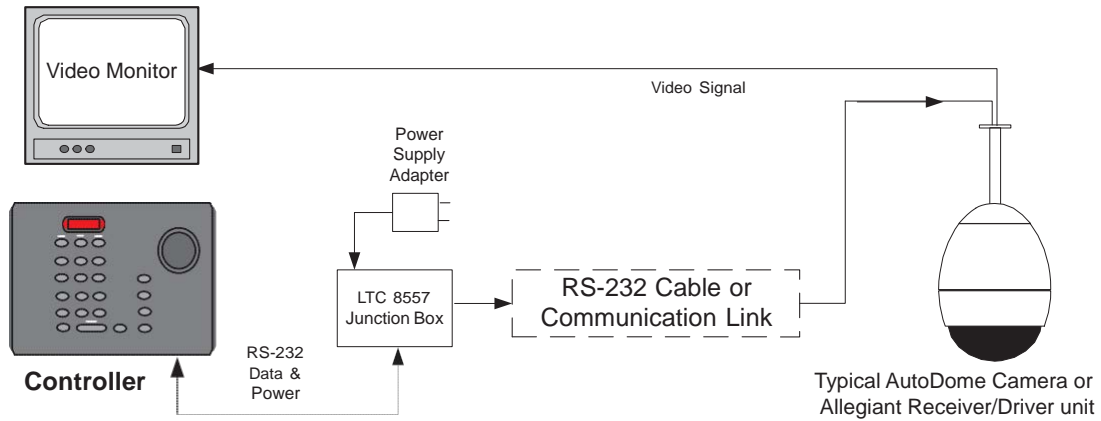 Video Monitor
Video Signal
Power
Supply
Adapter
LTC 8557
Junction Box
RS-232 Cable or
Communication Link
RS-232
Data &
Power
Controller
Typical AutoDome Camera or
Allegiant Receiver/Driver unit